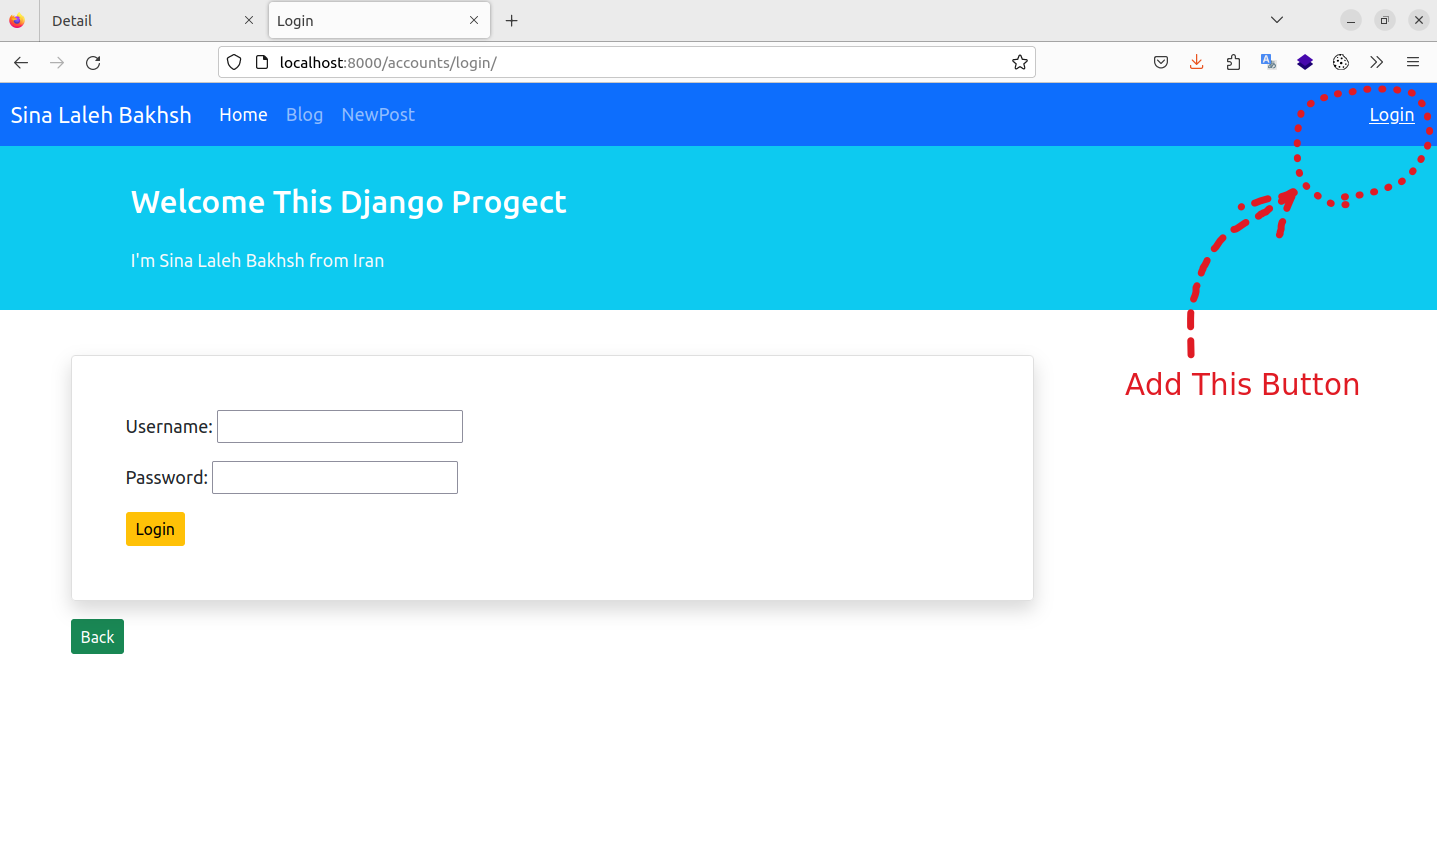 Detail
Login
localhost:8000/accounts/login/
Sina Laleh Bakhsh Home Blog NewPost Login
Welcome This Django Progect
I'm Sina Laleh Bakhsh from Iran
Add This Button
Username:
Password:
Login
Back